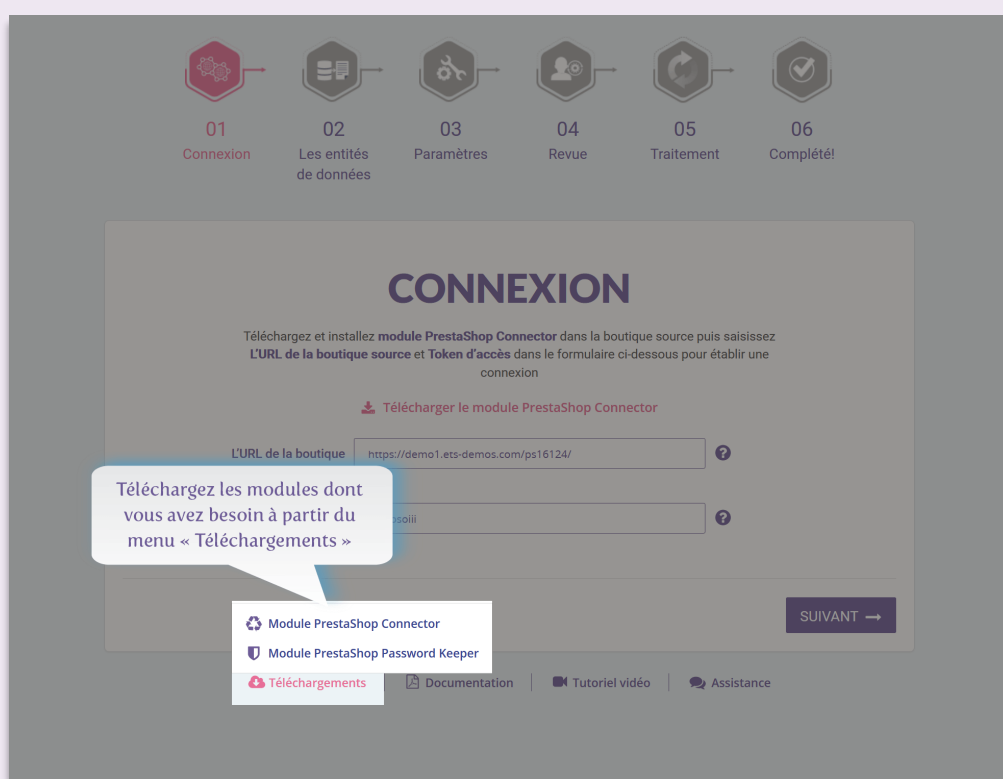 01
Connexion
02
Les entités
de données
03
Paramètres
04
Revue
05
Traitement
06
Complété!
CONNEXION
Téléchargez et installez module PrestaShop Connector dans la boutique source puis saisissez
L'URL de la boutique source et Token d'accès dans le formulaire ci-dessous pour établir une
connexion
Télécharger le module PrestaShop Connector
L'URL de la boutique
https://demo1.ets-demos.com/ps16124/
Téléchargez les modules dont
vous avez besoin à partir du
menu « Téléchargements »
SUIVANT
Module PrestaShop Connector
Module PrestaShop Password Keeper
Téléchargements
Documentation
Tutoriel vidéo
Assistance